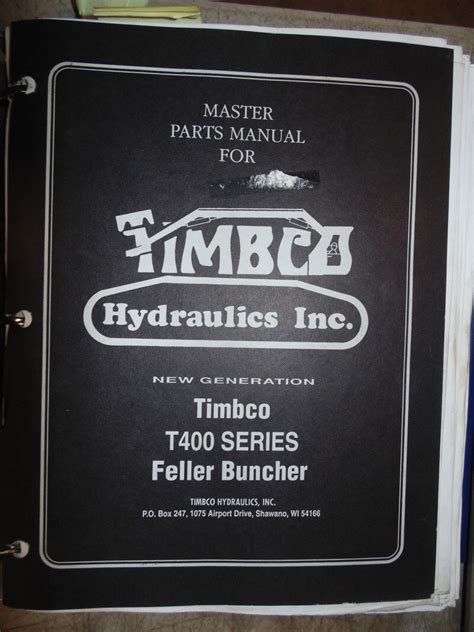 MASTER
PARTS MANUAL
FOR
TIMBCO
Hydraulics Inc.
NEW GENERATION
Timbco
T400 SERIES
Feller Buncher
TIMBCO HYDRAULICS, INC.
P.O. Box 247, 1075 Airport Drive, Shawano, WI 54166